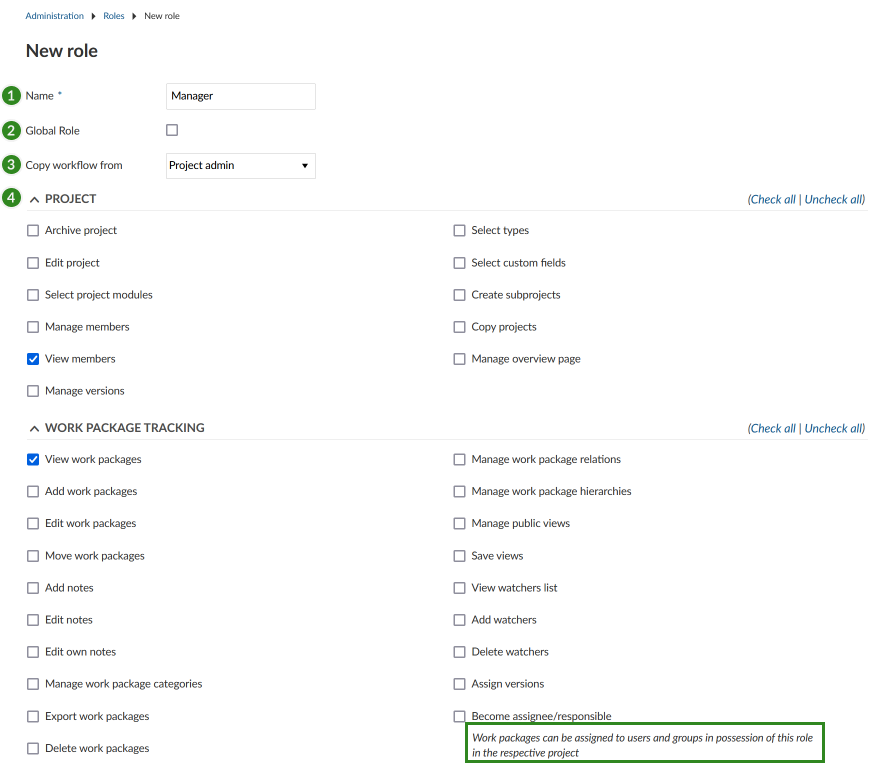 Administration > Roles > New role
New role
1 Name *
Manager
2 Global Role
3 Copy workflow from
Project admin
4 PROJECT
(Check all | Uncheck all)
Archive project
Select types
Edit project
Select custom fields
Select project modules
Create subprojects
Manage members
Copy projects
View members
Manage overview page
Manage versions
WORK PACKAGE TRACKING
(Check all | Uncheck all)
View work packages
Manage work package relations
Add work packages
Manage work package hierarchies
Edit work packages
Manage public views
Move work packages
Save views
Add notes
View watchers list
Edit notes
Add watchers
Edit own notes
Delete watchers
Manage work package categories
Assign versions
Export work packages
Become assignee/responsible
Work packages can be assigned to users and groups in possession of this role
in the respective project
Delete work packages